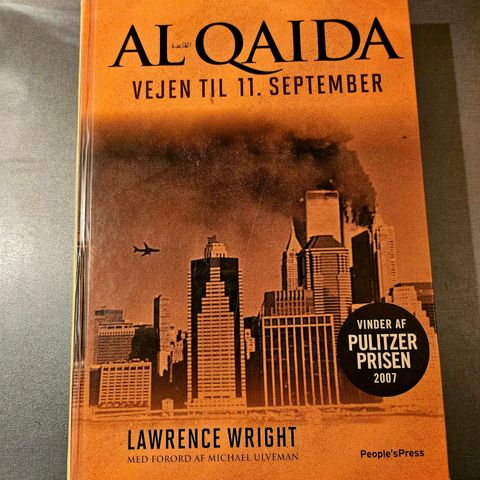 AL QAIDA
VEJEN TIL 11. SEPTEMBER
VINDER AF
PULITZER
PRISEN
2007
LAWRENCE WRIGHT
MED FORORD AF MICHAEL ULVEMAN
People'sPress